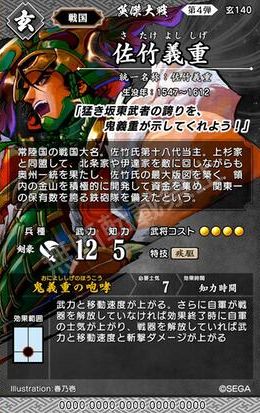 玄
戦国
英傑大戦
第4弾
玄140
さ たけ よし しげ
佐竹義重
統一名称:佐竹義重
生没年:1547~1612
「猛き坂東武者の誇りを、
鬼義重が示してくれよう!」
常陸国の戦国大名。佐竹氏第十八代当主。上杉家
と同盟して、北条家や伊達家を敵に回しながらも
奥州一統を果たし、佐竹氏の最大版図を築く。領
内の金山を積極的に開発して資金を集め、関東一
の保有数を誇る鉄砲隊を備えたという。
兵種
剣豪
武力
12
知力
5
武将コスト
特技
疾駆
おによししげのほうこう
鬼義重の咆哮
必要士気
7
効果時間
知力時間
効果範囲
武力と移動速度が上がる。さらに自軍が戦
器を解放していなければ効果終了時に自軍
の士気が上がり、戦器を解放していれば武
力と移動速度と斬撃ダメージが上がる
Illustration:春乃壱
©SEGA
0000-0000-0000-0000-0000